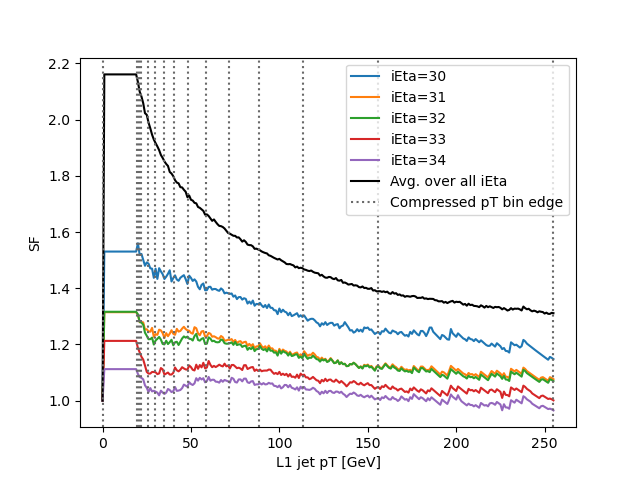 2.2
2.0
1.8
1.6
1.4
1.2
1.0
SF
iEta=30
iEta=31
iEta=32
iEta=33
iEta=34
Avg. over all iEta
Compressed pT bin edge
0 50 100 150 200 250
L1 jet pT [GeV]